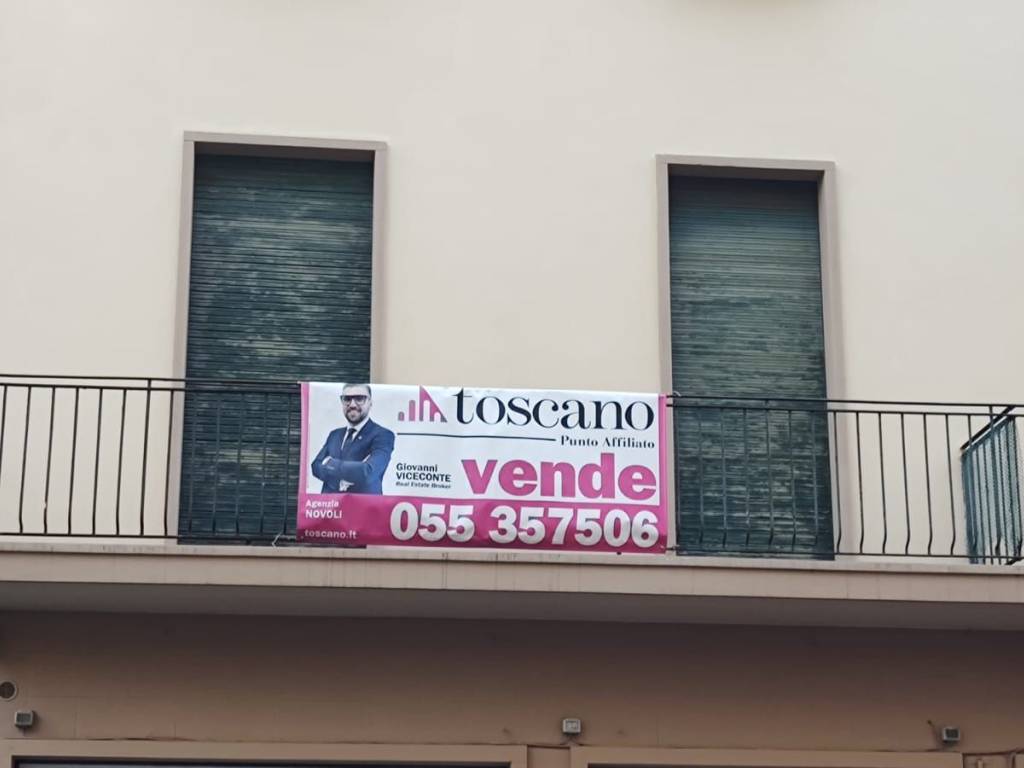 toscano
Punto Affiliato
Giovanni
VICECONTE
Real Estate Broker
vende
Agenzia
NOVOLI
055 357506
toscano.it